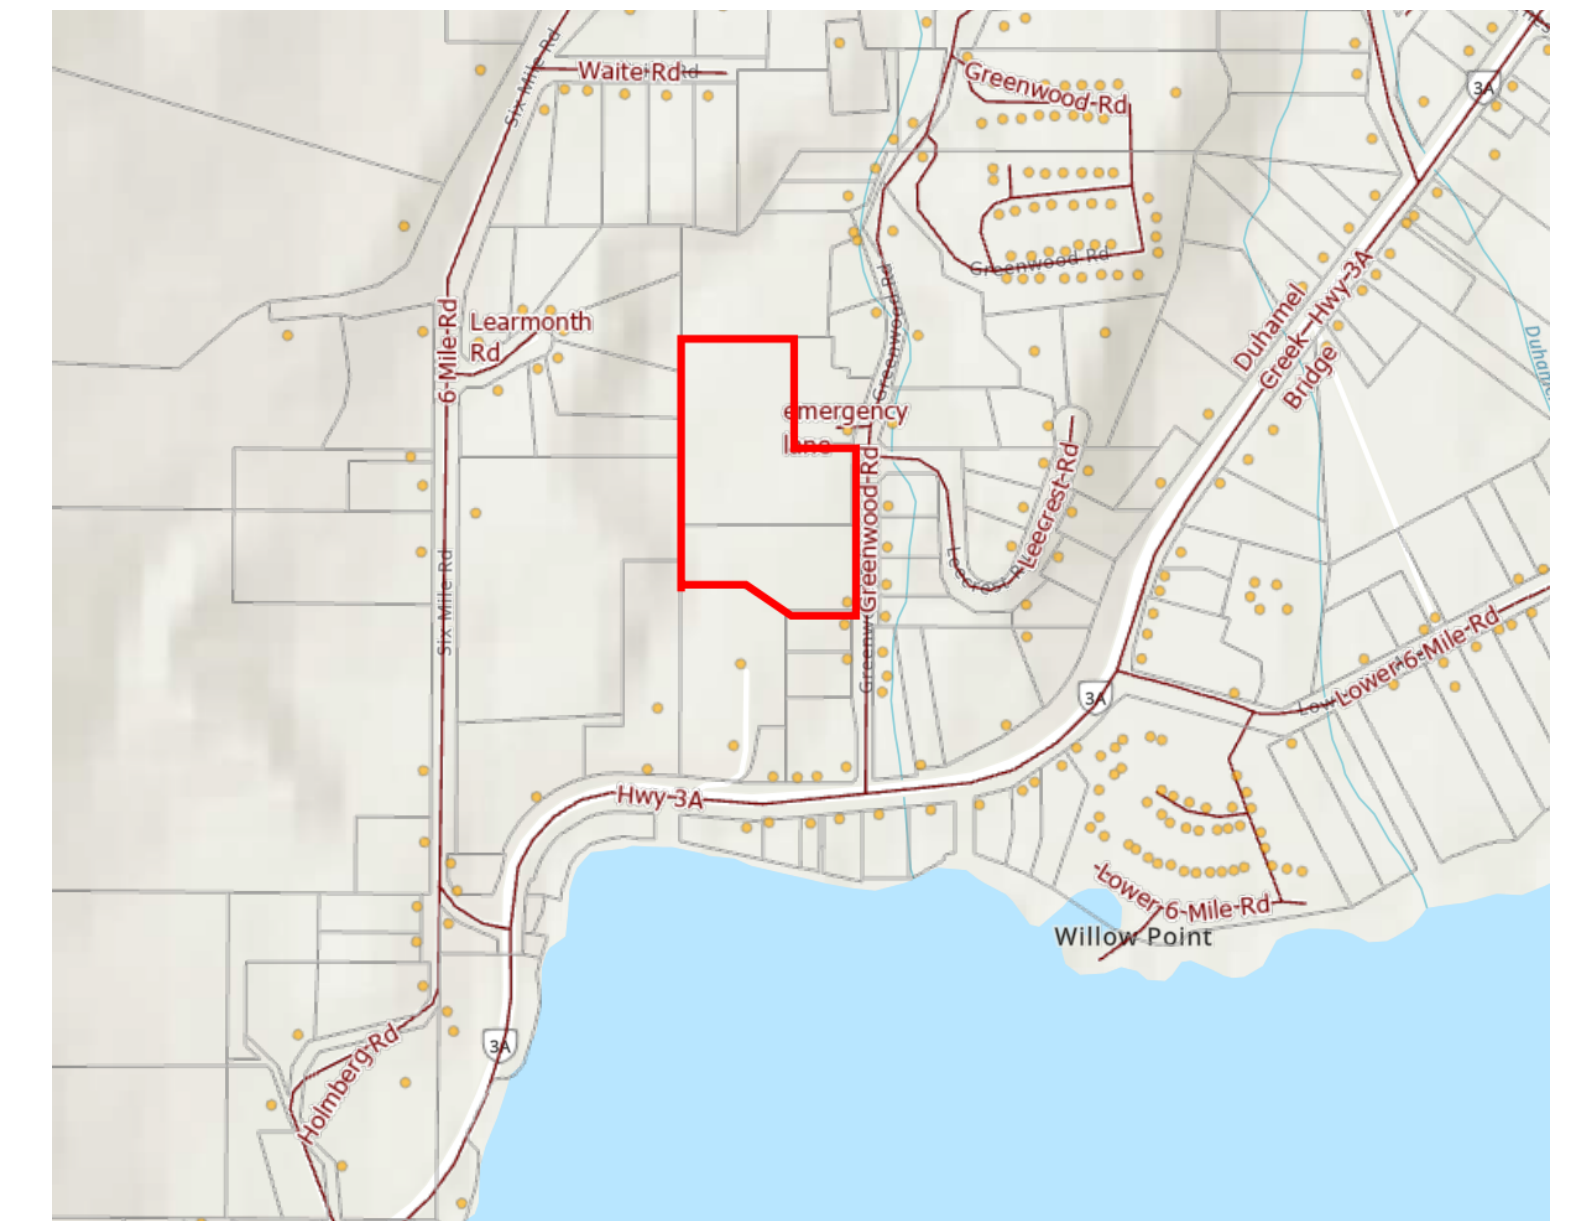 Six Mile Rd
Waite-Rd
Rd
Greenwood-Rd
3A
Greenwood Rd
Greenwood-Rd
6-Mile-Rd
Learmonth
Rd
Duhamel
Creek-Hwy-3A
Bridge
emergency
lane
Greenwood-Rd
Leecrest-Rd
Leecrest R
Six Mile Rd
Greenw
3A
Low
Lower-6-Mile-Rd
Hwy-3A
Lower-6-Mile-Rd
Willow Point
3A
Holmberg-Rd